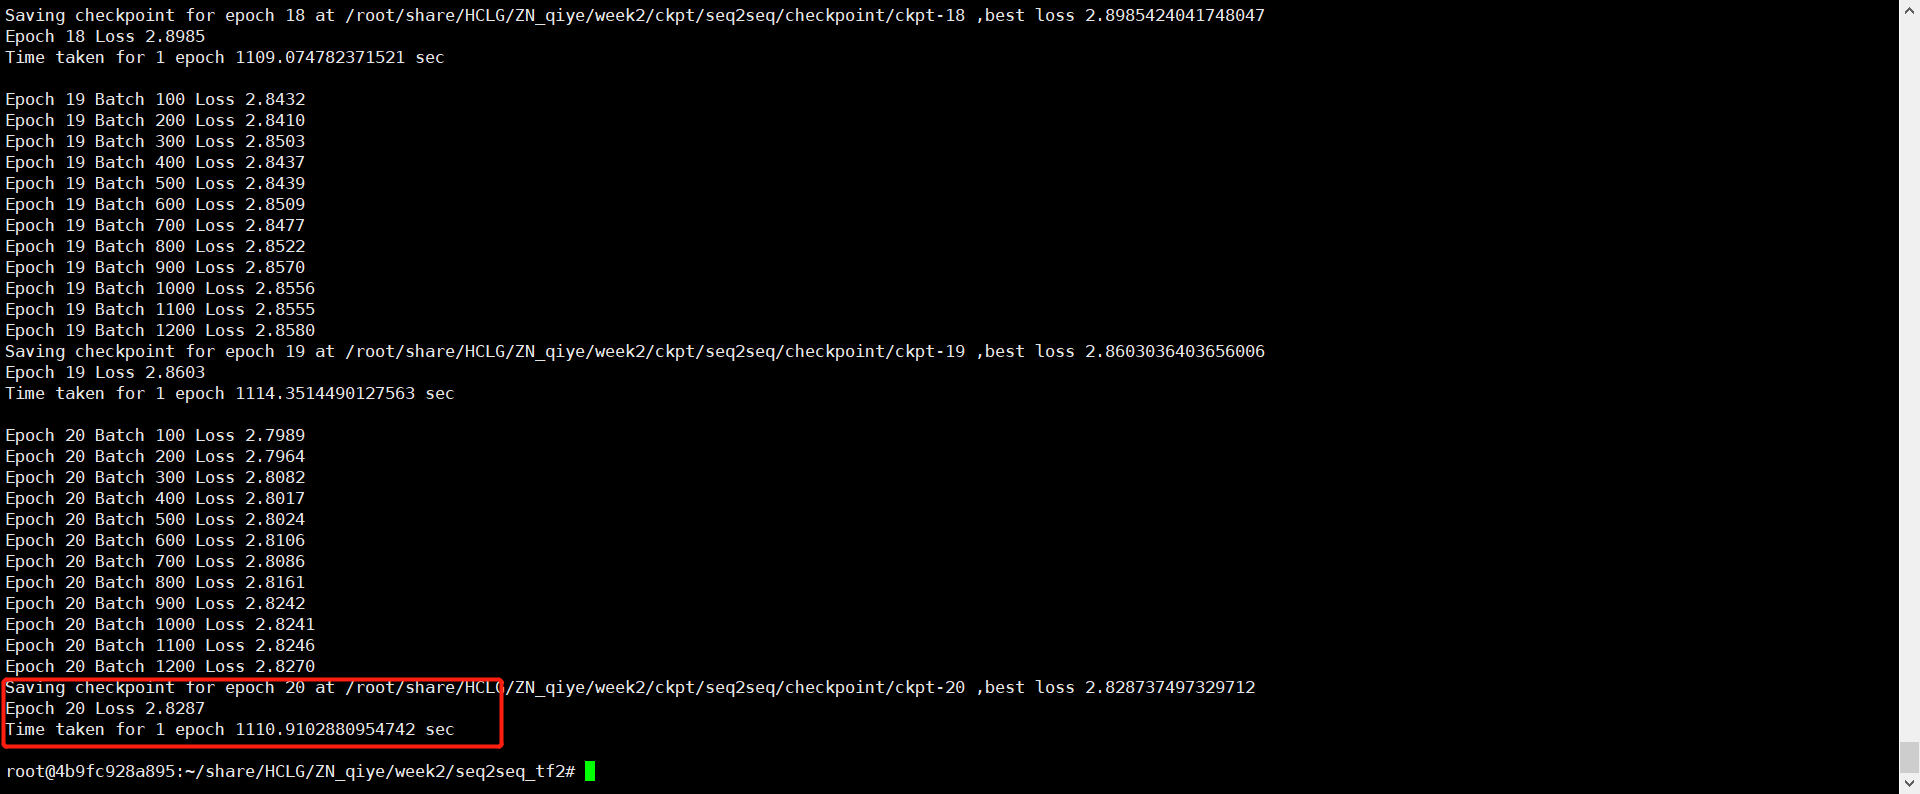 Saving checkpoint for epoch 18 at /root/share/HCLG/ZN_qiye/week2/ckpt/seq2seq/checkpoint/ckpt-18 ,best loss 2.8985424041748047
Epoch 18 Loss 2.8985
Time taken for 1 epoch 1109.074782371521 sec
Epoch 19 Batch 100 Loss 2.8432
Epoch 19 Batch 200 Loss 2.8410
Epoch 19 Batch 300 Loss 2.8503
Epoch 19 Batch 400 Loss 2.8437
Epoch 19 Batch 500 Loss 2.8439
Epoch 19 Batch 600 Loss 2.8509
Epoch 19 Batch 700 Loss 2.8477
Epoch 19 Batch 800 Loss 2.8522
Epoch 19 Batch 900 Loss 2.8570
Epoch 19 Batch 1000 Loss 2.8556
Epoch 19 Batch 1100 Loss 2.8555
Epoch 19 Batch 1200 Loss 2.8580
Saving checkpoint for epoch 19 at /root/share/HCLG/ZN_qiye/week2/ckpt/seq2seq/checkpoint/ckpt-19 ,best loss 2.8603036403656006
Epoch 19 Loss 2.8603
Time taken for 1 epoch 1114.3514490127563 sec
Epoch 20 Batch 100 Loss 2.7989
Epoch 20 Batch 200 Loss 2.7964
Epoch 20 Batch 300 Loss 2.8082
Epoch 20 Batch 400 Loss 2.8017
Epoch 20 Batch 500 Loss 2.8024
Epoch 20 Batch 600 Loss 2.8106
Epoch 20 Batch 700 Loss 2.8086
Epoch 20 Batch 800 Loss 2.8161
Epoch 20 Batch 900 Loss 2.8242
Epoch 20 Batch 1000 Loss 2.8241
Epoch 20 Batch 1100 Loss 2.8246
Epoch 20 Batch 1200 Loss 2.8270
Saving checkpoint for epoch 20 at /root/share/HCLG/ZN_qiye/week2/ckpt/seq2seq/checkpoint/ckpt-20 ,best loss 2.828737497329712
Epoch 20 Loss 2.8287
Time taken for 1 epoch 1110.9102880954742 sec
root@4b9fc928a895:~/share/HCLG/ZN_qiye/week2/seq2seq_tf2#